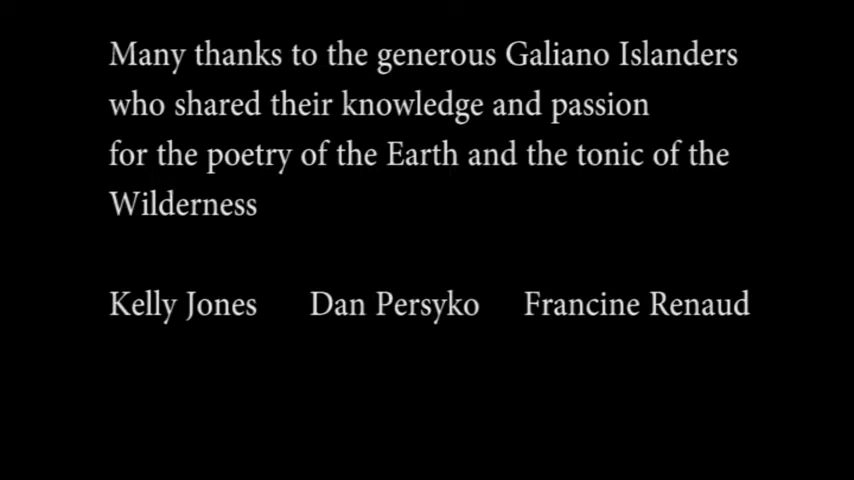 Many thanks to the generous Galiano Islanders
who shared their knowledge and passion
for the poetry of the Earth and the tonic of the
Wilderness
Kelly Jones Dan Persyko Francine Renaud